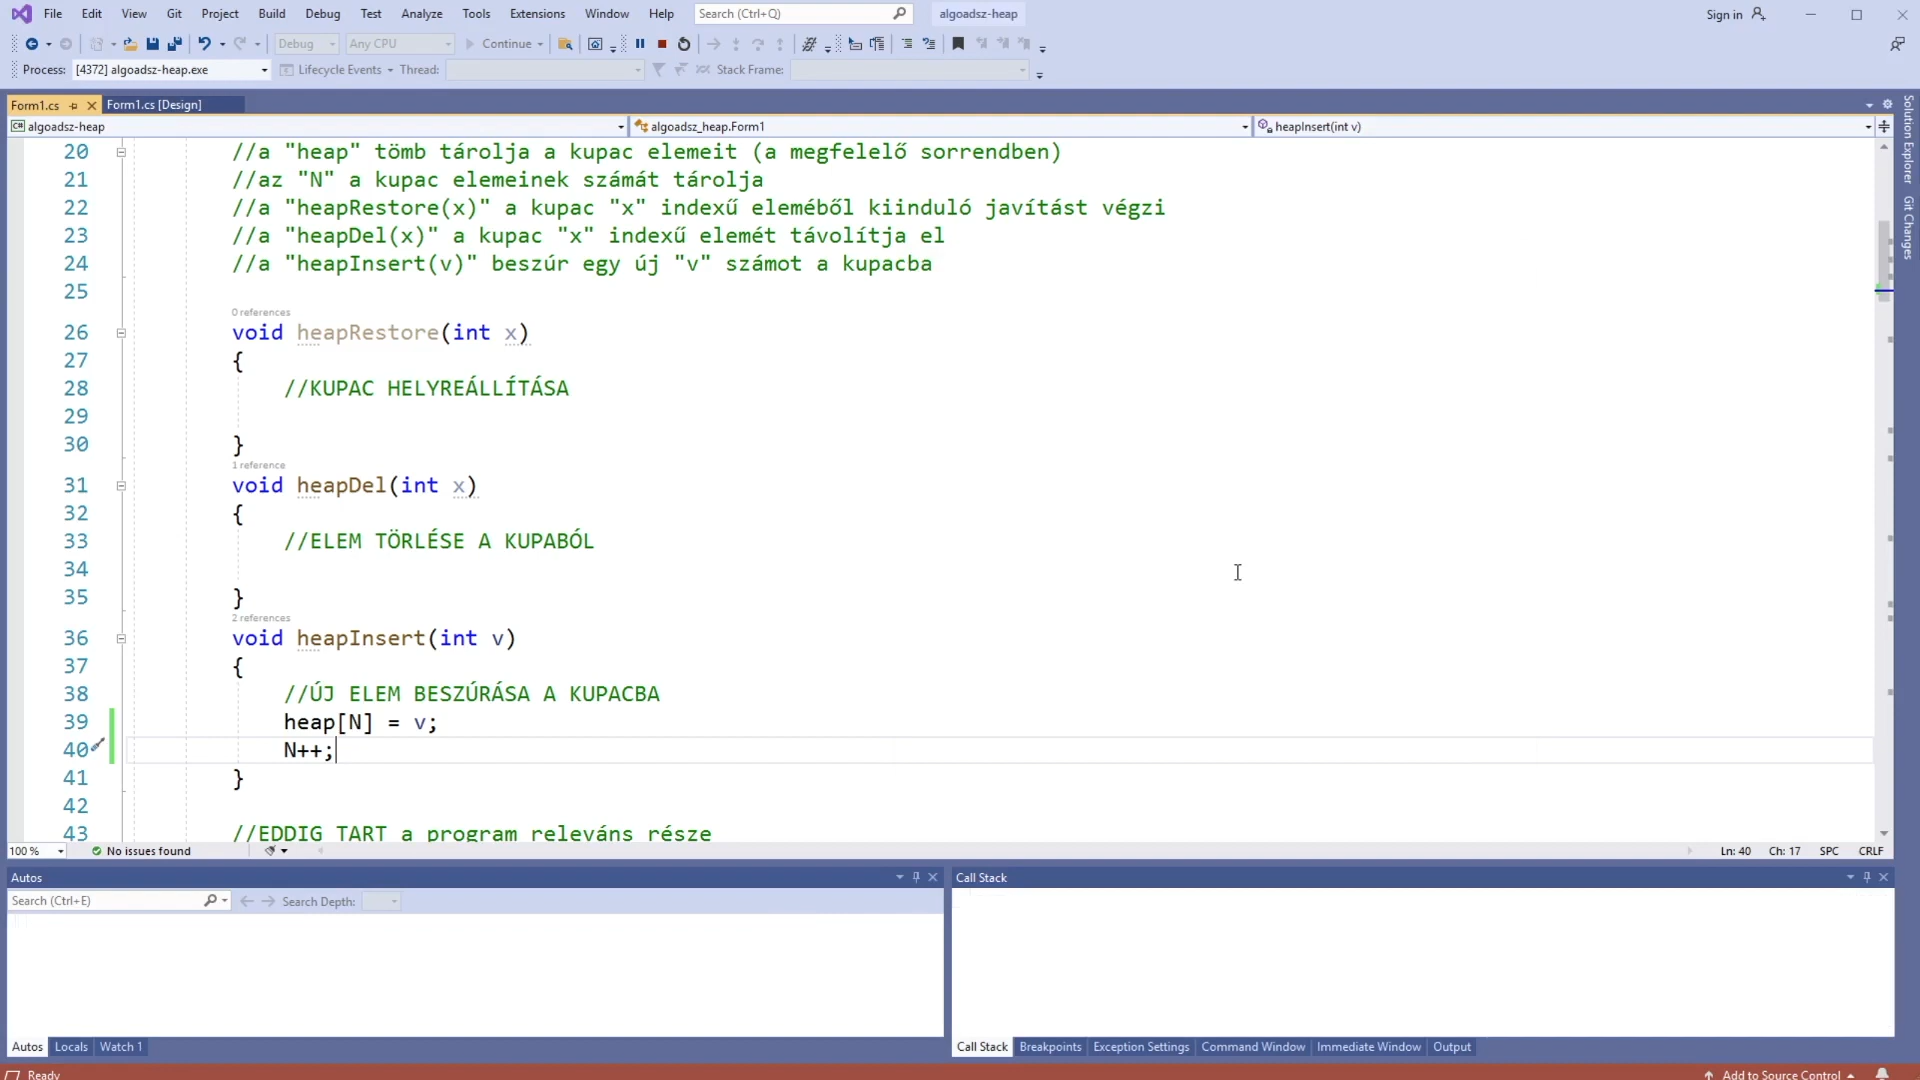 File Edit View Git Project Build Debug Test Analyze Tools Extensions Window Help Search (Ctrl+Q) algoadsz-heap Sign in
Debug Any CPU Continue
Process: [4372] algoadsz-heap.exe Lifecycle Events Thread: Stack Frame:
Form1.cs Form1.cs [Design]
algoadsz-heap algoadsz_heap.Form1 heapInsert(int v)
20 //a "heap" tömb tárolja a kupac elemeit (a megfelelő sorrendben)
21 //az "N" a kupac elemeinek számát tárolja
22 //a "heapRestore(x)" a kupac "x" indexű eleméből kiinduló javítást végzi
23 //a "heapDel(x)" a kupac "x" indexű elemét távolítja el
24 //a "heapInsert(v)" beszúr egy új "v" számot a kupacba
25
0 references
26 void heapRestore(int x)
27 {
28 //KUPAC HELYREÁLLÍTÁSA
29
30 }
1 reference
31 void heapDel(int x)
32 {
33 //ELEM TÖRLÉSE A KUPABÓL
34
35 }
2 references
36 void heapInsert(int v)
37 {
38 //ÚJ ELEM BESZÚRÁSA A KUPACBA
39 heap[N] = v;
40 N++;
41 }
42
43 //EDDIG TART a program releváns része
100 % No issues found Ln: 40 Ch: 17 SPC CRLF
Solution Explorer
Git Changes
Autos
Search (Ctrl+E) Search Depth:
Autos Locals Watch 1
Call Stack
Call Stack Breakpoints Exception Settings Command Window Immediate Window Output
Ready Add to Source Control